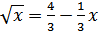 √x = 4/3 − 1/3 x